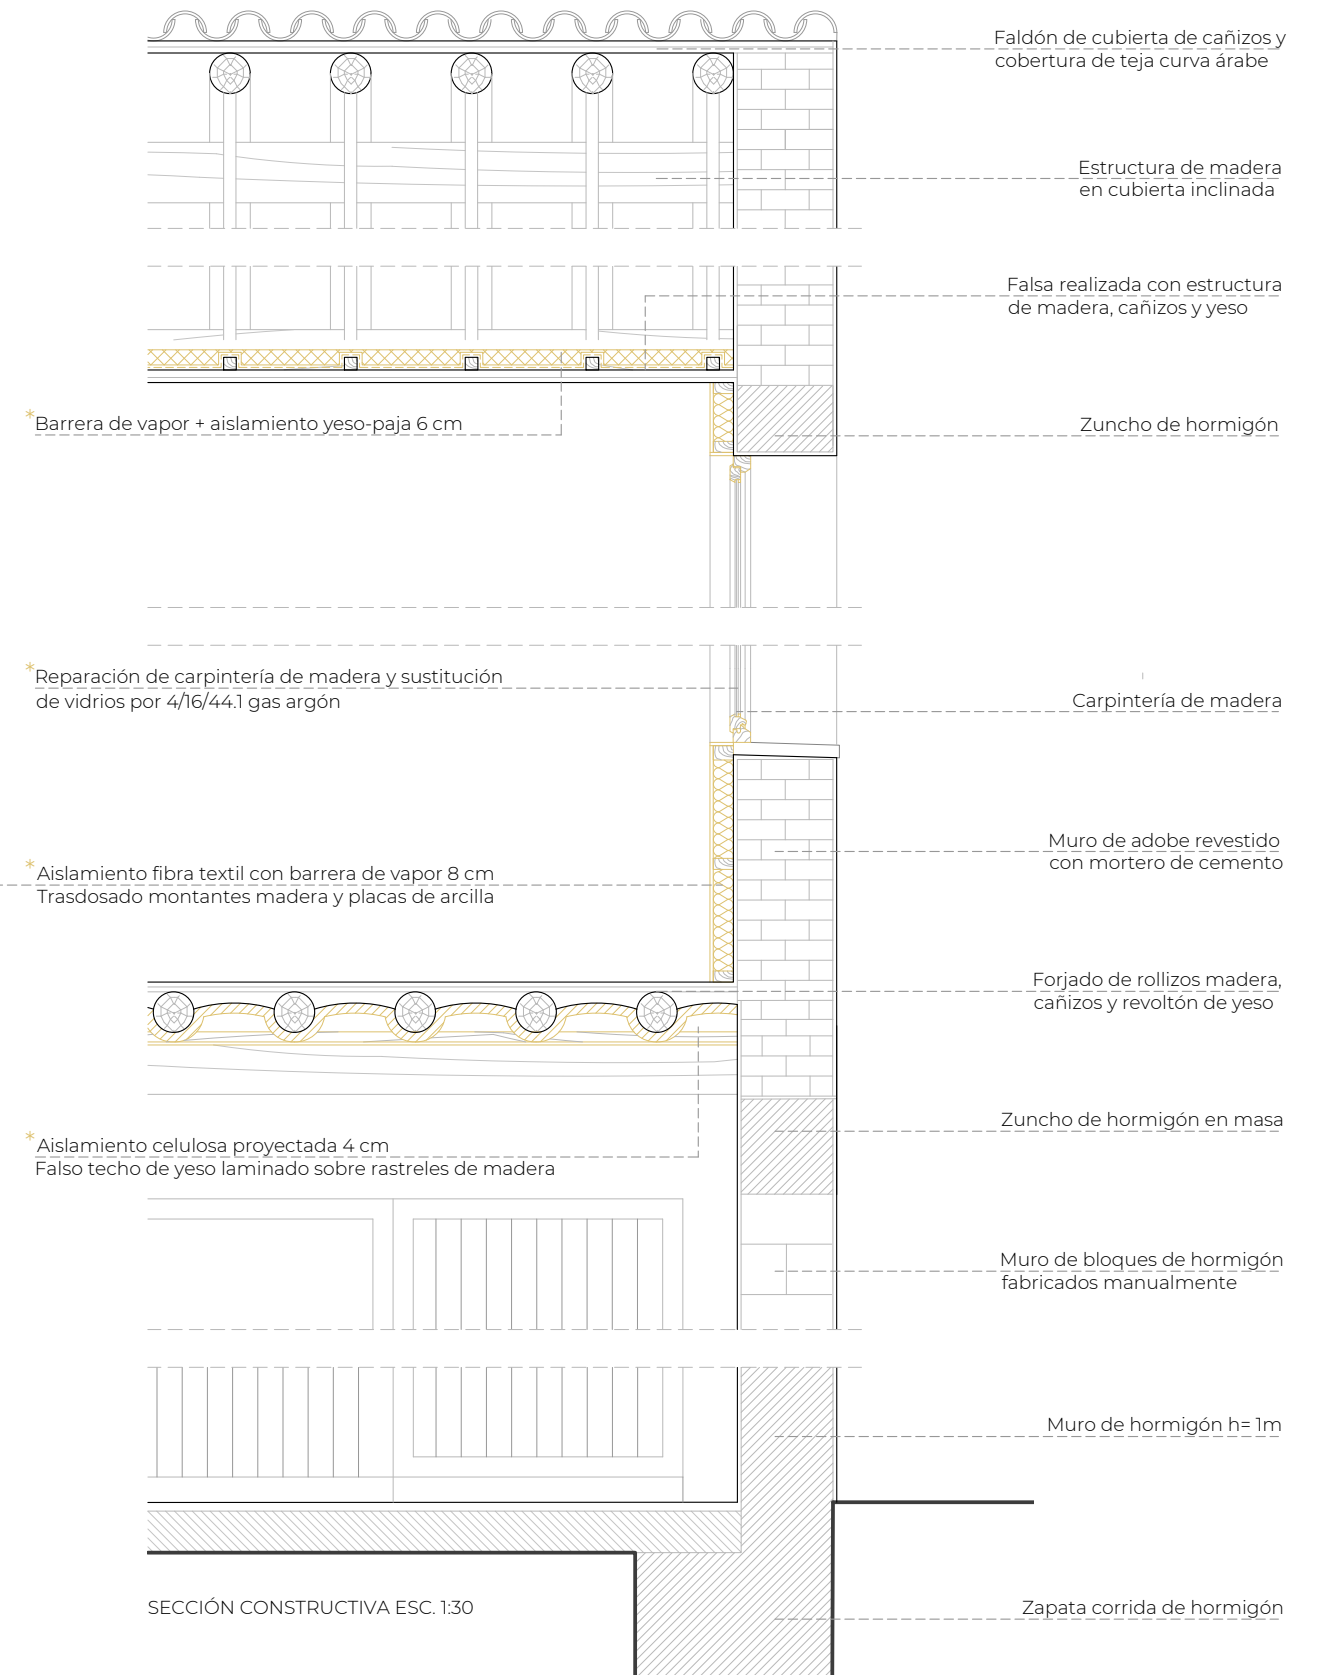 Faldón de cubierta de cañizos y
cobertura de teja curva árabe
Estructura de madera
en cubierta inclinada
Falsa realizada con estructura
de madera, cañizos y yeso
*Barrera de vapor + aislamiento yeso-paja 6 cm
Zuncho de hormigón
*Reparación de carpintería de madera y sustitución
de vidrios por 4/16/44.1 gas argón
Carpintería de madera
Muro de adobe revestido
con mortero de cemento
*Aislamiento fibra textil con barrera de vapor 8 cm
Trasdosado montantes madera y placas de arcilla
Forjado de rollizos madera,
cañizos y revoltón de yeso
Zuncho de hormigón en masa
*Aislamiento celulosa proyectada 4 cm
Falso techo de yeso laminado sobre rastreles de madera
Muro de bloques de hormigón
fabricados manualmente
Muro de hormigón h= 1m
SECCIÓN CONSTRUCTIVA ESC. 1:30
Zapata corrida de hormigón